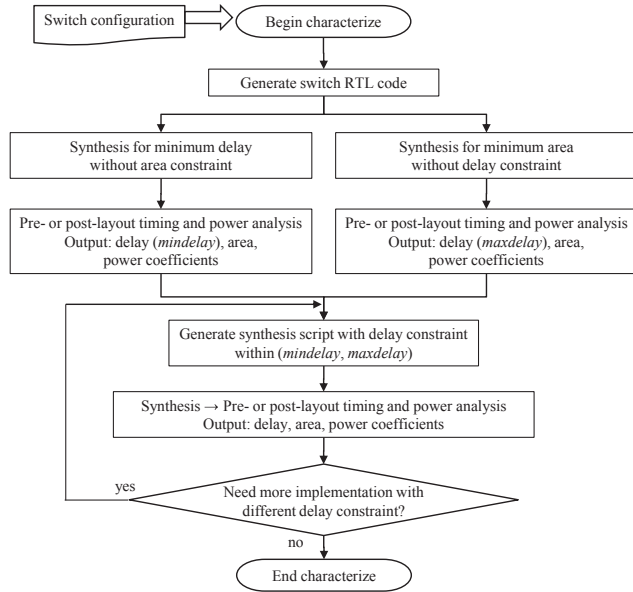 Switch configuration
Begin characterize
Generate switch RTL code
Synthesis for minimum delay
without area constraint
Synthesis for minimum area
without delay constraint
Pre- or post-layout timing and power analysis
Output: delay (mindelay), area,
power coefficients
Pre- or post-layout timing and power analysis
Output: delay (maxdelay), area,
power coefficients
Generate synthesis script with delay constraint
within (mindelay, maxdelay)
Synthesis → Pre- or post-layout timing and power analysis
Output: delay, area, power coefficients
yes
Need more implementation with
different delay constraint?
no
End characterize